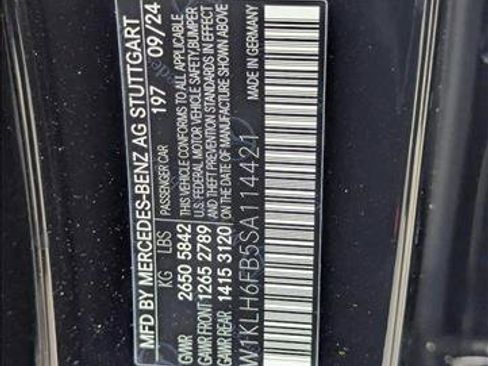 MFD BY MERCEDES-BENZ AG STUTTGART
PASSENGER CAR 197 09/24
KG LBS
GVWR 2650 5842
GAWR FRONT 1265 2789
GAWR REAR 1415 3120
THIS VEHICLE CONFORMS TO ALL APPLICABLE
U.S. FEDERAL MOTOR VEHICLE SAFETY, BUMPER
AND THEFT PREVENTION STANDARDS IN EFFECT
ON THE DATE OF MANUFACTURE SHOWN ABOVE
MADE IN GERMANY
W1KLH6FB5SA114421